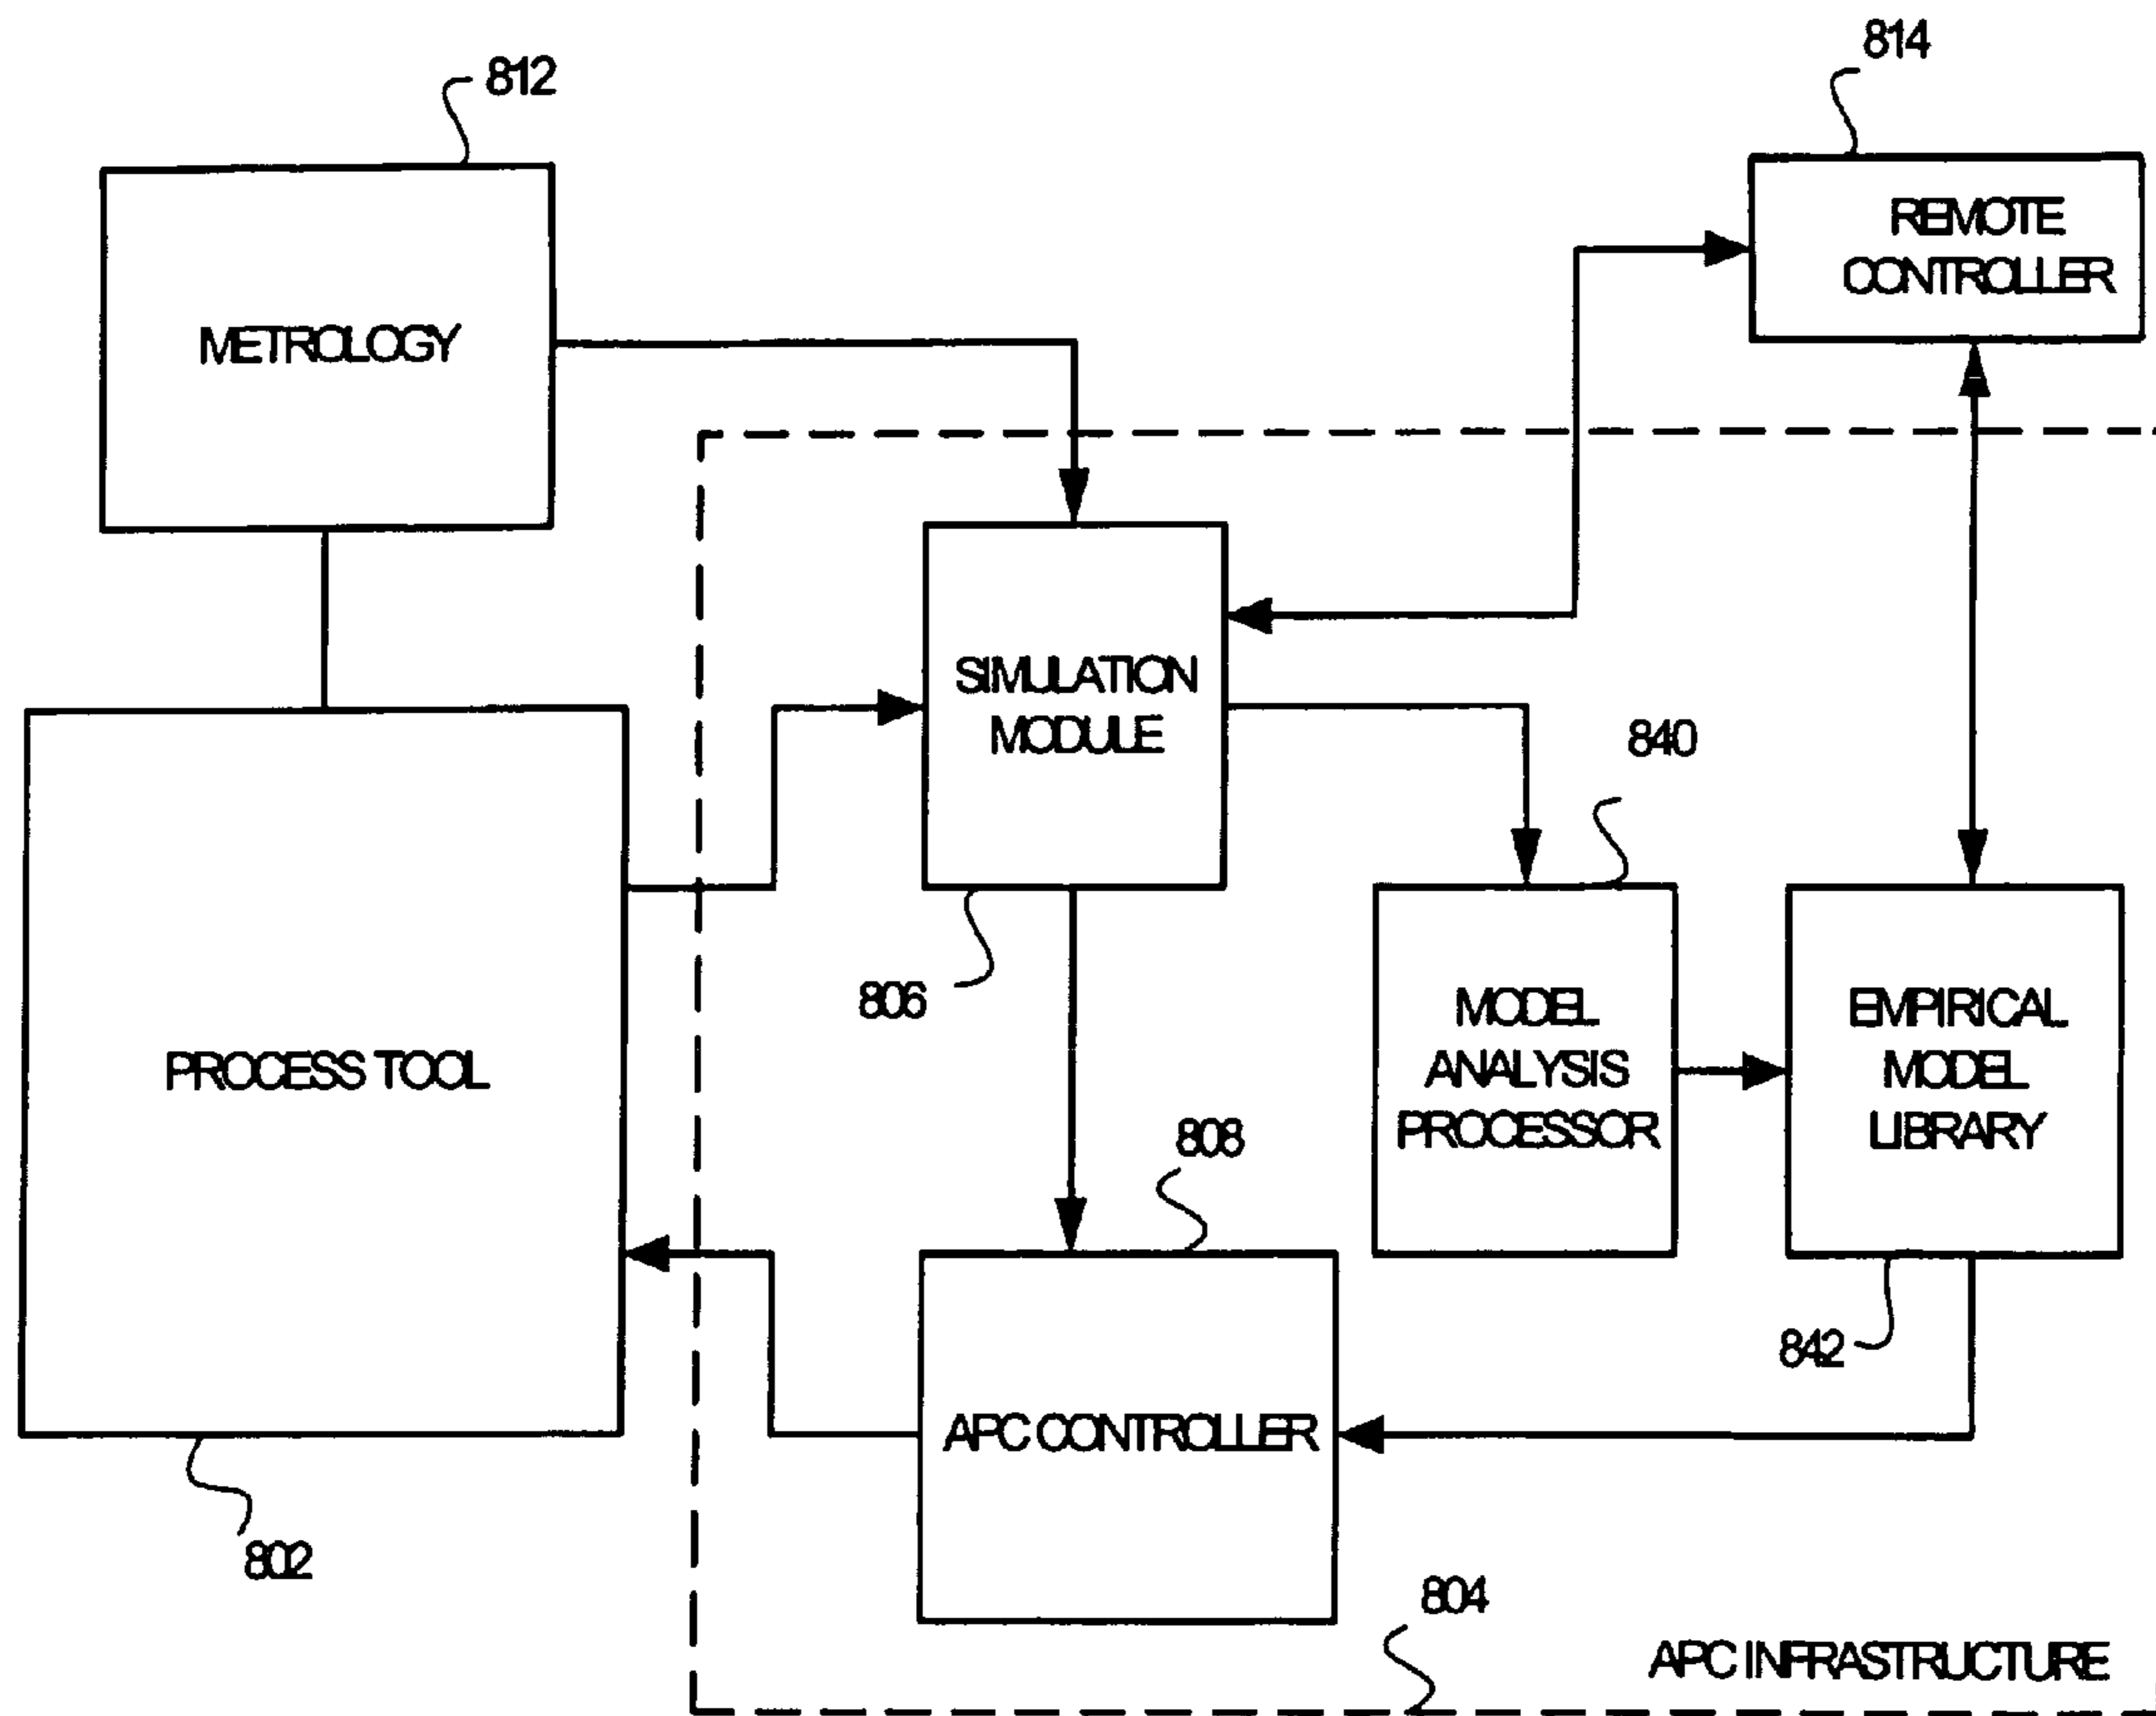 812
814
REMOTE
CONTROLLER
METROLOGY
SIMULATION
MODULE
840
806
MODEL
ANALYSIS
PROCESSOR
EMPIRICAL
MODEL
LIBRARY
PROCESS TOOL
808
842
APC CONTROLLER
802
804
APC INFRASTRUCTURE